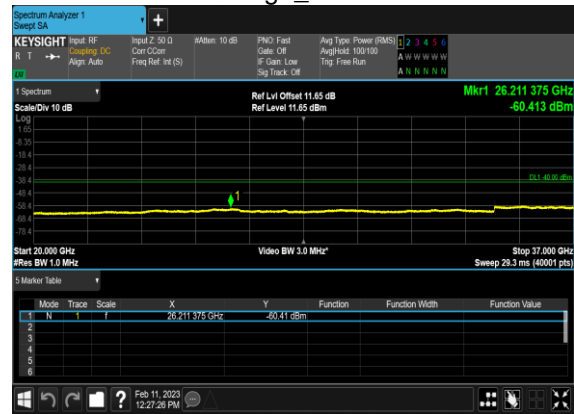 Spectrum Analyzer 1
Swept SA
KEYSIGHT Input: RF Input Z: 50 Ω #Atten: 10 dB PNO: Fast Avg Type: Power (RMS) 1 2 3 4 5 6
R T Coupling: DC Corr CCorr Gate: Off Avg|Hold: 100/100 A W W W W W
Align: Auto Freq Ref: Int (S) IF Gain: Low Trig: Free Run
Sig Track: Off A N N N N N
1 Spectrum Ref Lvl Offset 11.65 dB Mkr1 26.211 375 GHz
Scale/Div 10 dB Ref Level 11.65 dBm -60.413 dBm
Log
1.65
-8.35
-18.4
-28.4
-38.4 DL1 -40.00 dBm
-48.4
1
-58.4
-68.4
-78.4
Start 20.000 GHz Video BW 3.0 MHz* Stop 37.000 GHz
#Res BW 1.0 MHz Sweep 29.3 ms (40001 pts)
5 Marker Table
Mode Trace Scale X Y Function Function Width Function Value
1 N 1 f 26.211 375 GHz -60.41 dBm
2
3
4
5
6
? Feb 11, 2023
12:27:26 PM